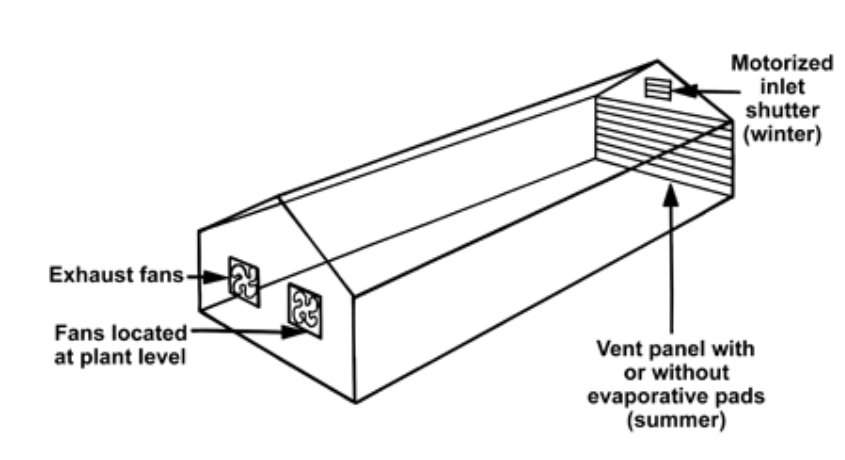 Motorized
inlet
shutter
(winter)
Exhaust fans
Fans located
at plant level
Vent panel with
or without
evaporative pads
(summer)